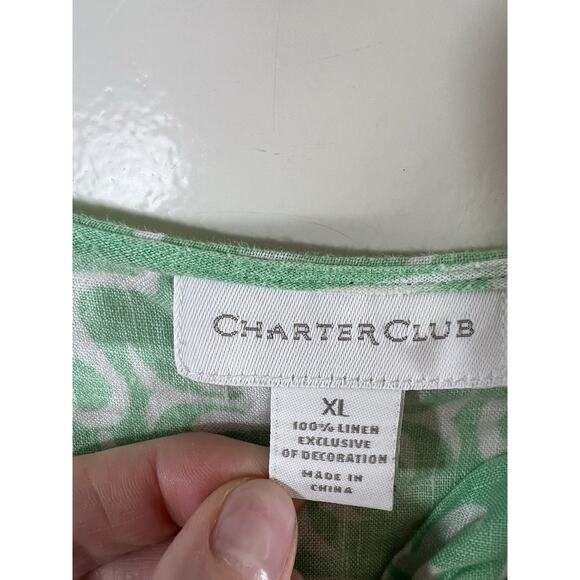 CHARTER CLUB
XL
100% LINEN
EXCLUSIVE
OF DECORATION
MADE IN
CHINA